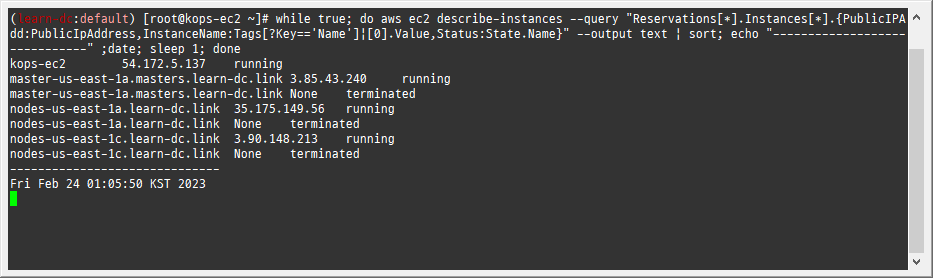 (learn-dc:default) [root@kops-ec2 ~]# while true; do aws ec2 describe-instances --query "Reservations[*].Instances[*].{PublicIPA
dd:PublicIpAddress,InstanceName:Tags[?Key=='Name']|[0].Value,Status:State.Name}" --output text | sort; echo "-------------------
-----------" ;date; sleep 1; done
kops-ec2        54.172.5.137    running
master-us-east-1a.masters.learn-dc.link 3.85.43.240     running
master-us-east-1a.masters.learn-dc.link None    terminated
nodes-us-east-1a.learn-dc.link  35.175.149.56   running
nodes-us-east-1a.learn-dc.link  None    terminated
nodes-us-east-1c.learn-dc.link  3.90.148.213    running
nodes-us-east-1c.learn-dc.link  None    terminated
------------------------------
Fri Feb 24 01:05:50 KST 2023